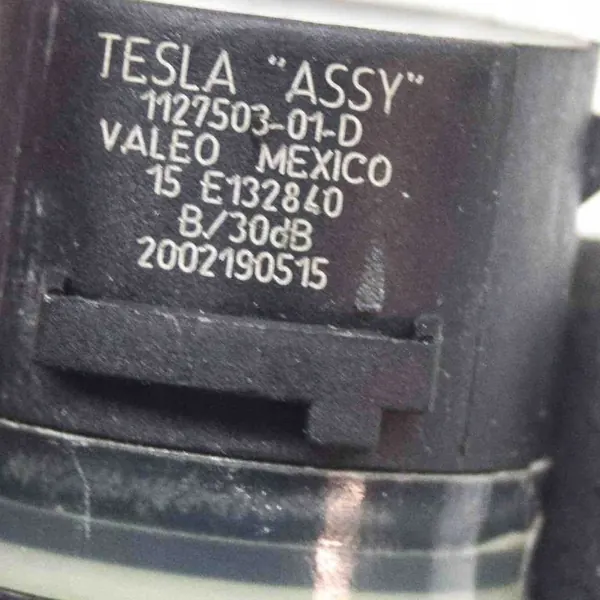 TESLA "ASSY"
1127503-01-D
VALEO MEXICO
15 E132840
B/30dB
2002190515